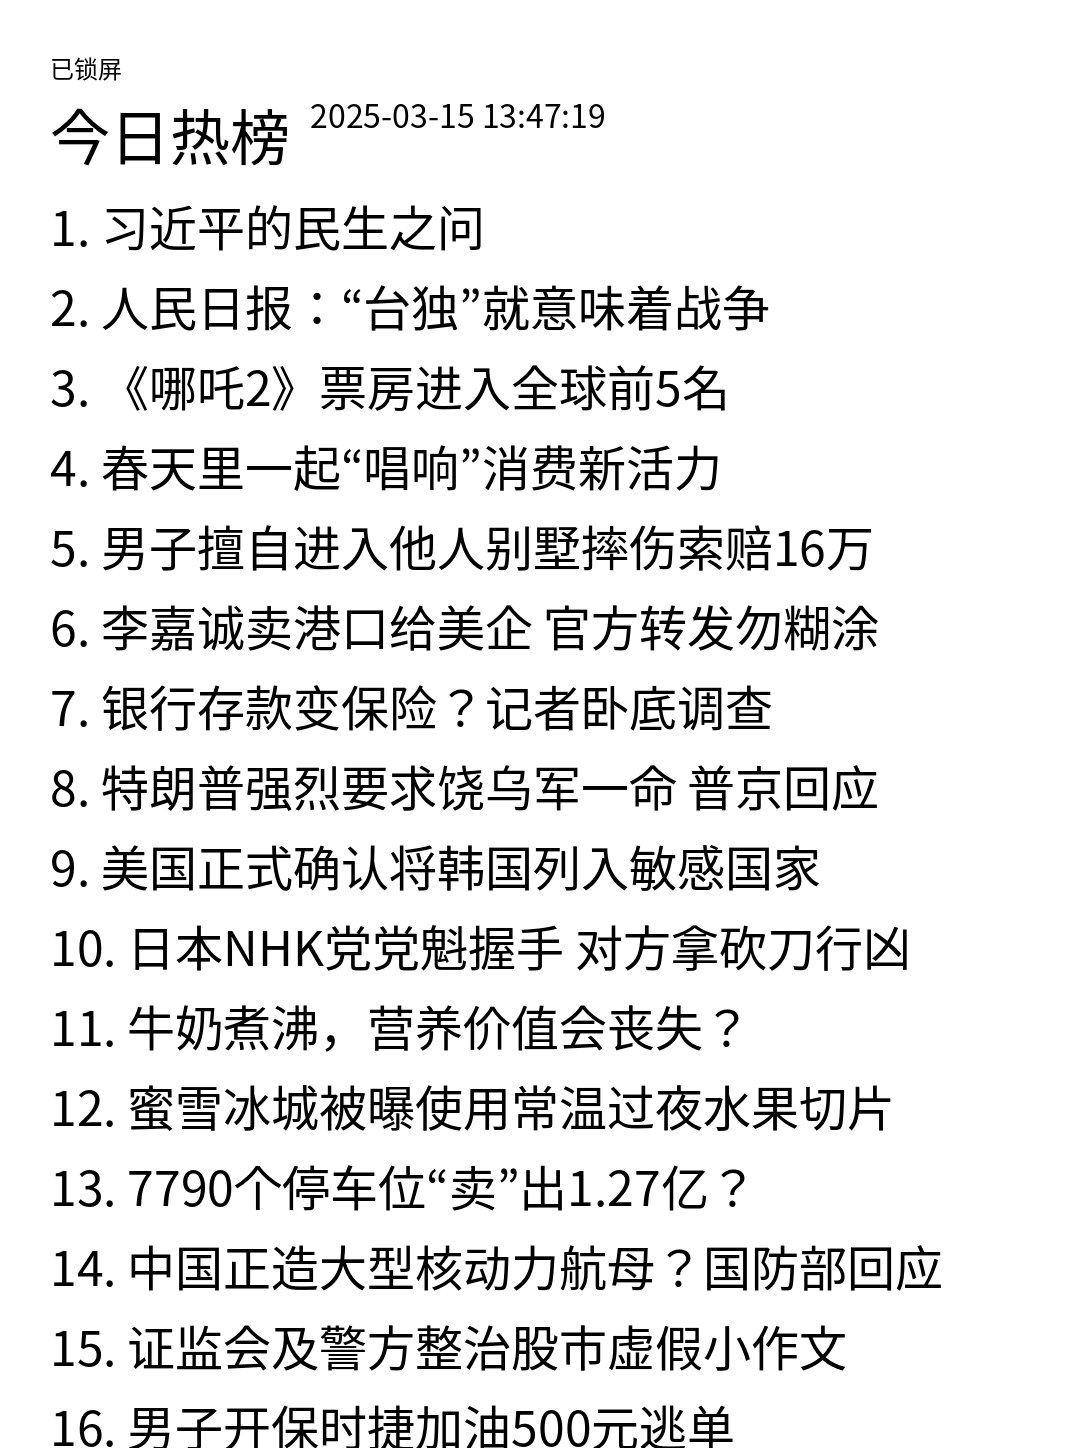 已锁屏
今日热榜 2025-03-15 13:47:19
1. 习近平的民生之问
2. 人民日报：“台独”就意味着战争
3. 《哪吒2》票房进入全球前5名
4. 春天里一起“唱响”消费新活力
5. 男子擅自进入他人别墅摔伤索赔16万
6. 李嘉诚卖港口给美企 官方转发勿糊涂
7. 银行存款变保险？记者卧底调查
8. 特朗普强烈要求饶乌军一命 普京回应
9. 美国正式确认将韩国列入敏感国家
10. 日本NHK党党魁握手 对方拿砍刀行凶
11. 牛奶煮沸，营养价值会丧失？
12. 蜜雪冰城被曝使用常温过夜水果切片
13. 7790个停车位“卖”出1.27亿？
14. 中国正造大型核动力航母？国防部回应
15. 证监会及警方整治股市虚假小作文
16. 男子开保时捷加油500元逃单